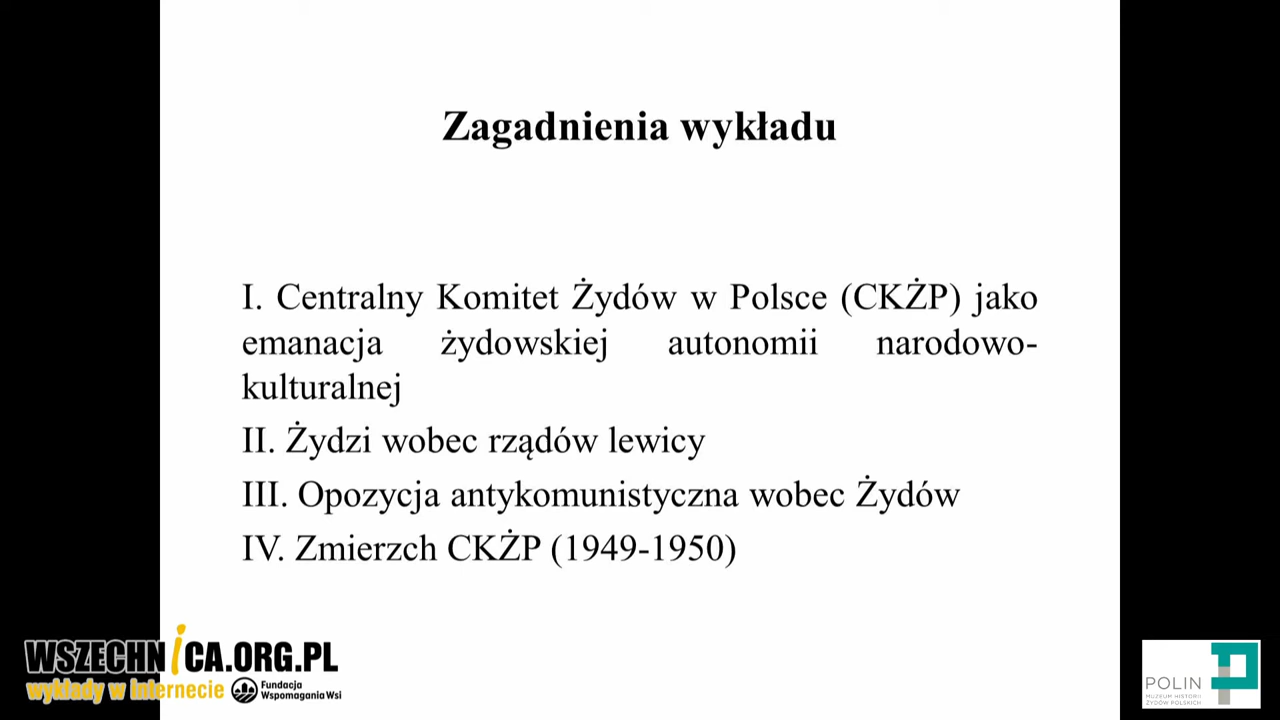 Zagadnienia wykładu
I. Centralny Komitet Żydów w Polsce (CKŻP) jako
emanacja żydowskiej autonomii narodowo-
kulturalnej
II. Żydzi wobec rządów lewicy
III. Opozycja antykomunistyczna wobec Żydów
IV. Zmierzch CKŻP (1949-1950)
WSZECHNiCA.ORG.PL
wykłady w Internecie
Fundacja
Wspomagania Wsi
POLIN
MUZEUM HISTORII
ŻYDÓW POLSKICH